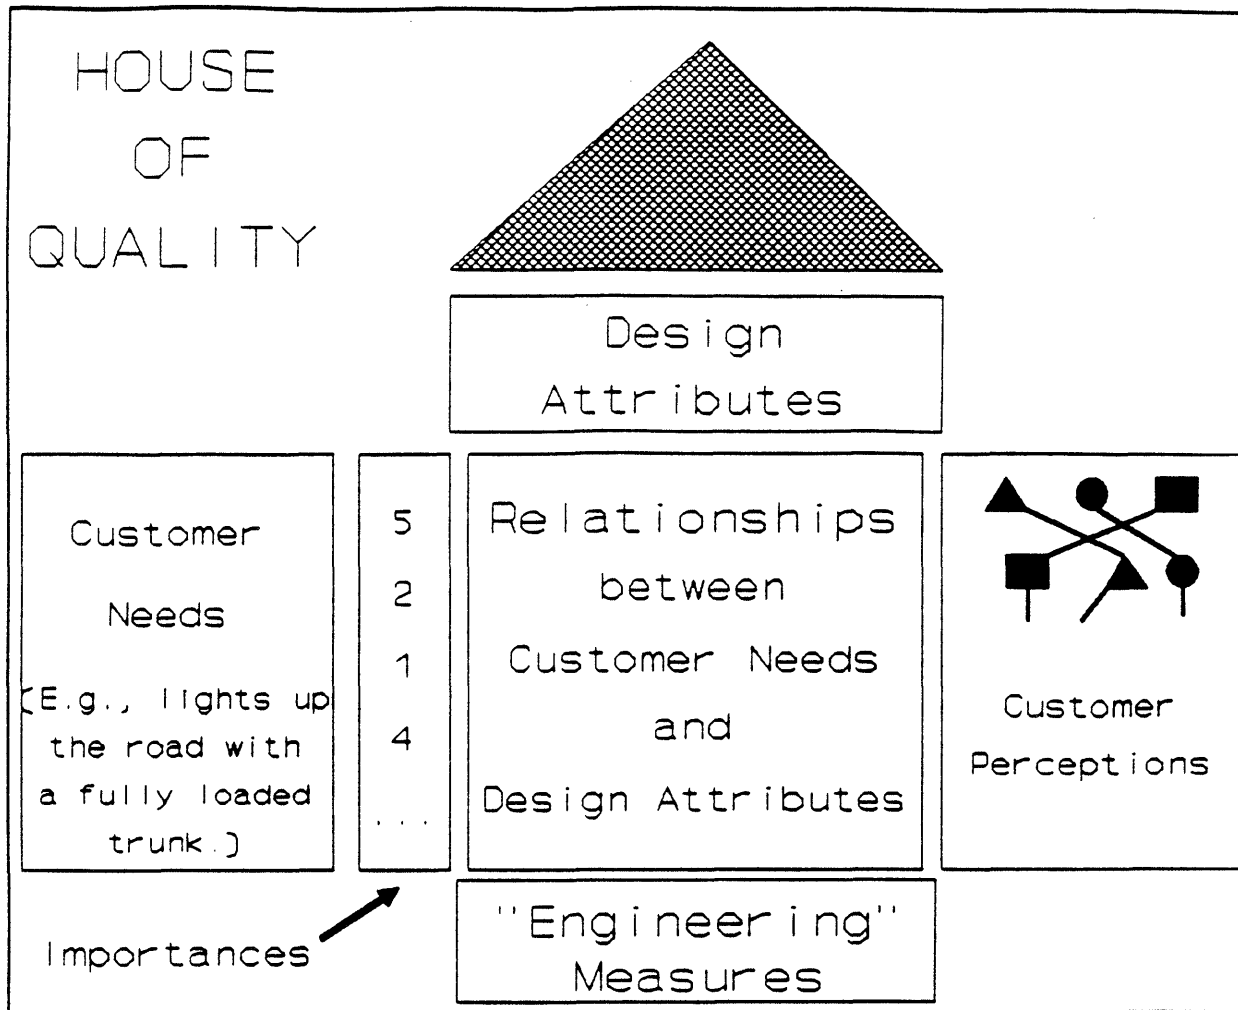 HOUSE
OF
QUALITY
Design
Attributes
Customer
Needs
(E.g., lights up
the road with
a fully loaded
trunk.)
5
2
1
4
...
Relationships
between
Customer Needs
and
Design Attributes
Customer
Perceptions
Importances
"Engineering"
Measures